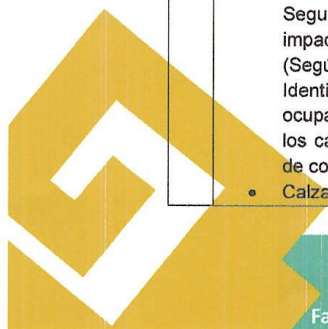 Segu
impac
(Segú
Identi
ocupa
los ca
de co
• Calza
Fa